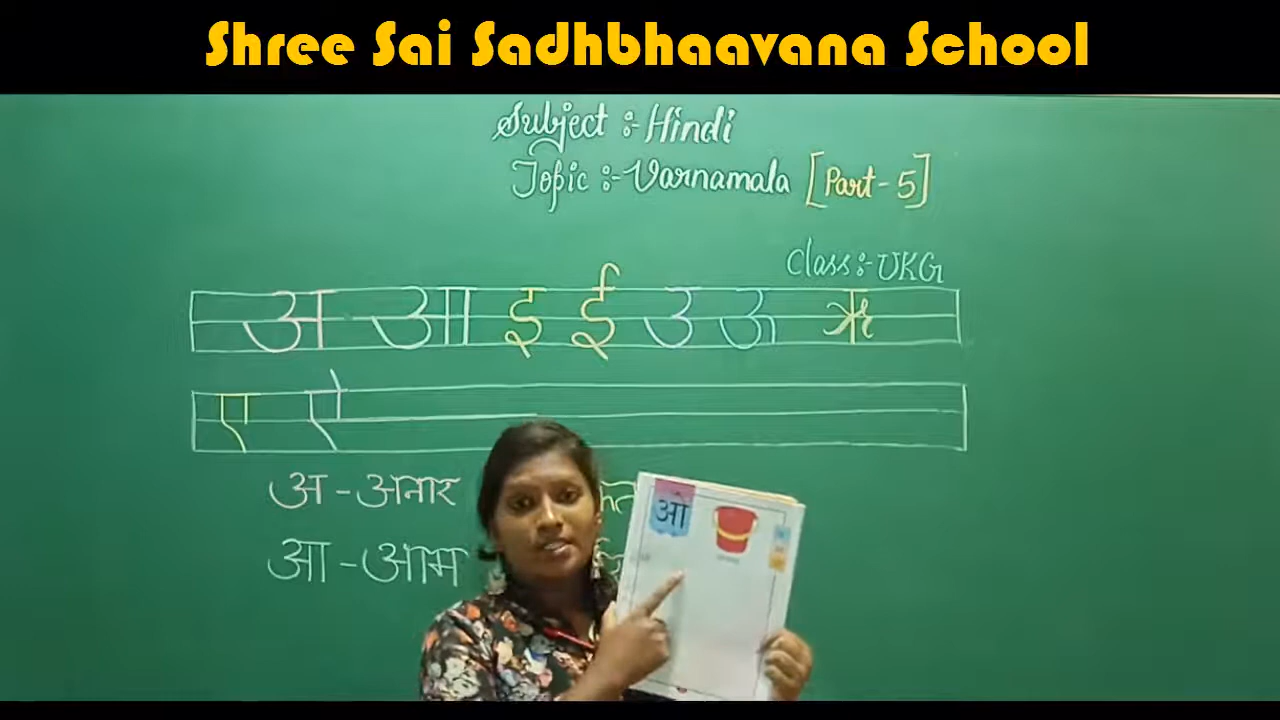 Shree Sai Sadhbhaavana School
Subject :- Hindi
Topic :- Varnamala [Part - 5]
Class :- UKG
अ आ इ ई उ ऊ ऋ
ए ऐ
अ - अनार
आ - आम
ओ